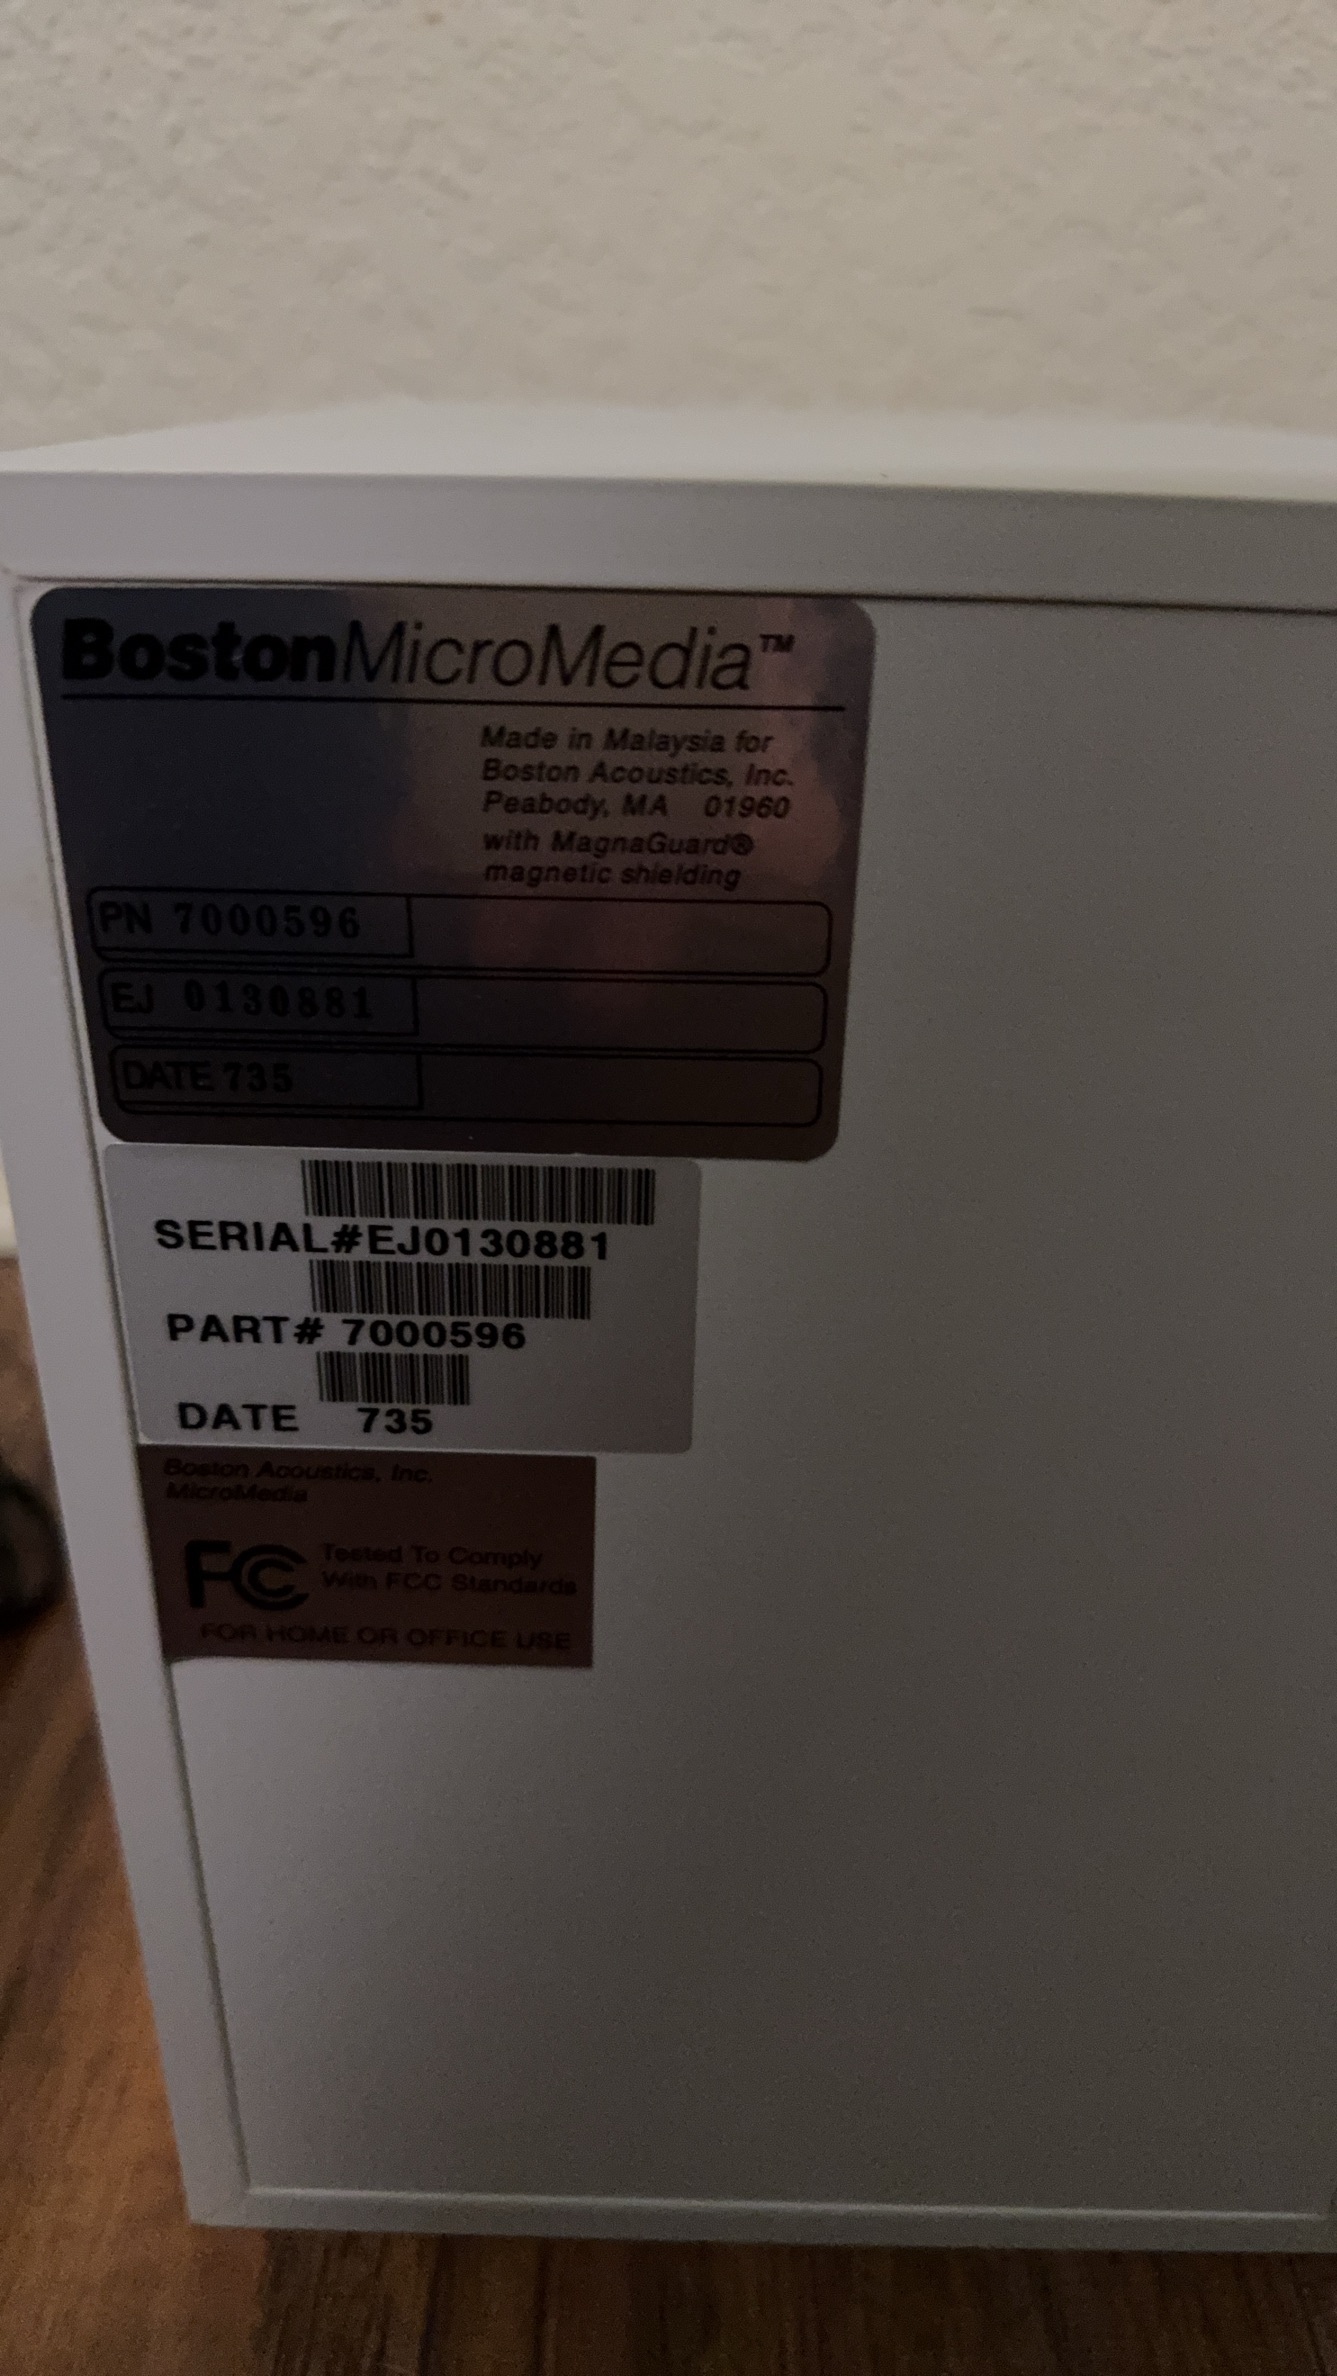 BostonMicroMedia™
Made in Malaysia for
Boston Acoustics, Inc.
Peabody, MA 01960
with MagnaGuard®
magnetic shielding
PN 7000596
EJ 0130881
DATE 735
SERIAL#EJ0130881
PART# 7000596
DATE 735
Boston Acoustics, Inc.
MicroMedia
FC Tested To Comply
With FCC Standards
FOR HOME OR OFFICE USE